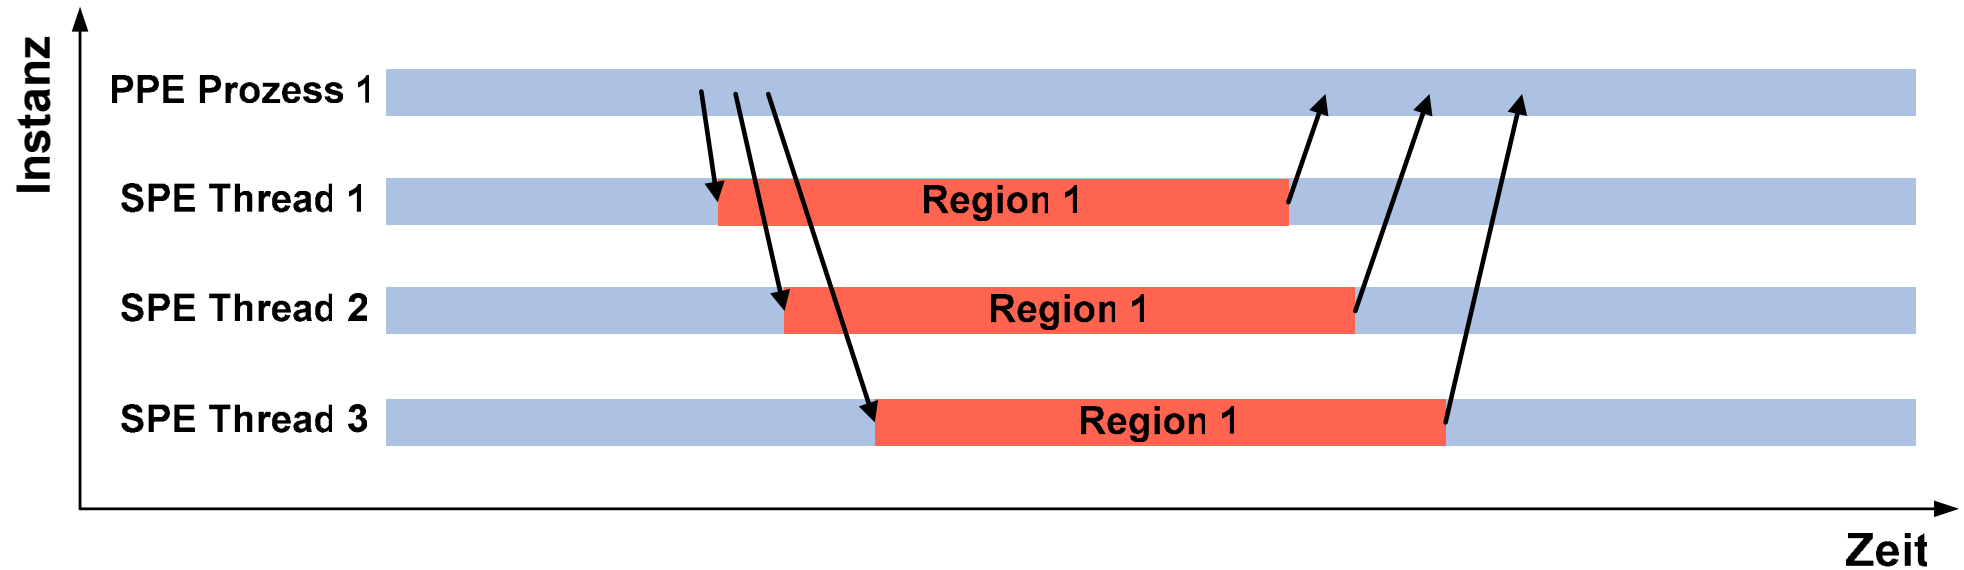 Instanz
PPE Prozess 1
SPE Thread 1
Region 1
SPE Thread 2
Region 1
SPE Thread 3
Region 1
Zeit